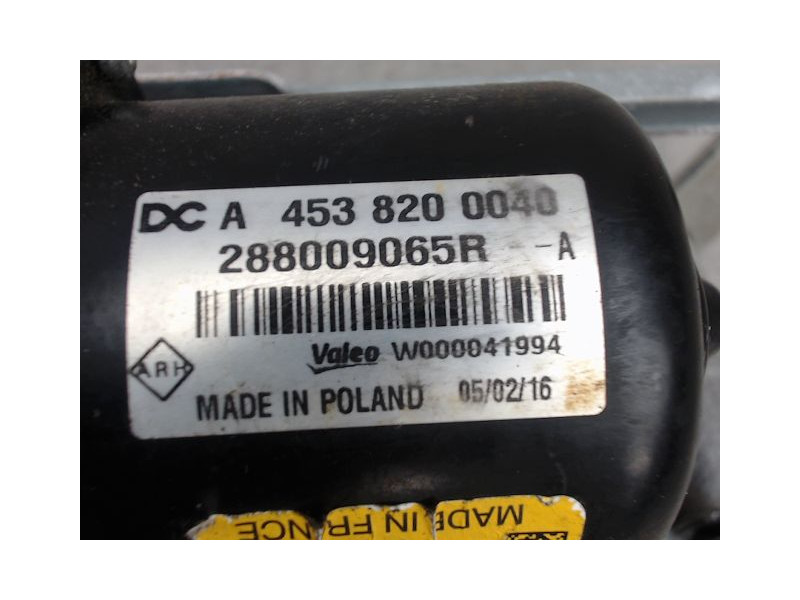 DC A 453 820 0040
288009065R --A
Valeo W000041994
ARH
MADE IN POLAND 05/02/16
MADE IN FRANCE